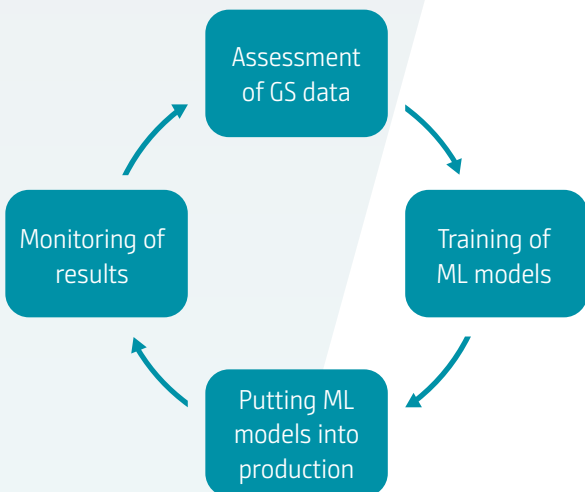 Assessment
of GS data
Training of
ML models
Putting ML
models into
production
Monitoring of
results